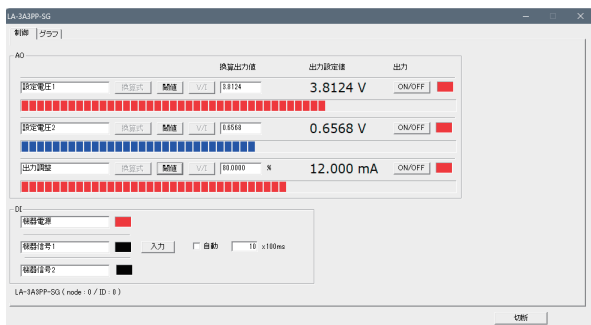 LA-3A3PP-SG
制御 グラフ
AO
換算出力値 出力設定値 出力
設定電圧1 換算式 閾値 V/I 3.8124 3.8124 V ON/OFF
設定電圧2 換算式 閾値 V/I 0.6568 0.6568 V ON/OFF
出力調整 換算式 閾値 V/I 80.0000 % 12.000 mA ON/OFF
DI
機器電源
機器信号1 入力 自動 10 x100ms
機器信号2
LA-3A3PP-SG ( node : 0 / ID : 0 )
切断